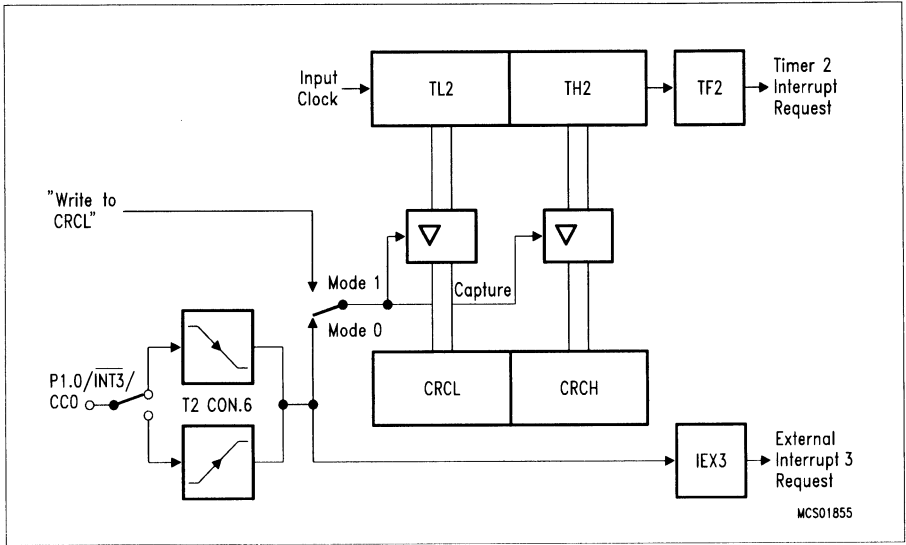 Input
Clock
TL2
TH2
TF2
Timer 2
Interrupt
Request
"Write to
CRCL"
Mode 1
Capture
Mode 0
P1.0/INT3/
CC0
T2 CON.6
CRCL
CRCH
IEX3
External
Interrupt 3
Request
MCS01855